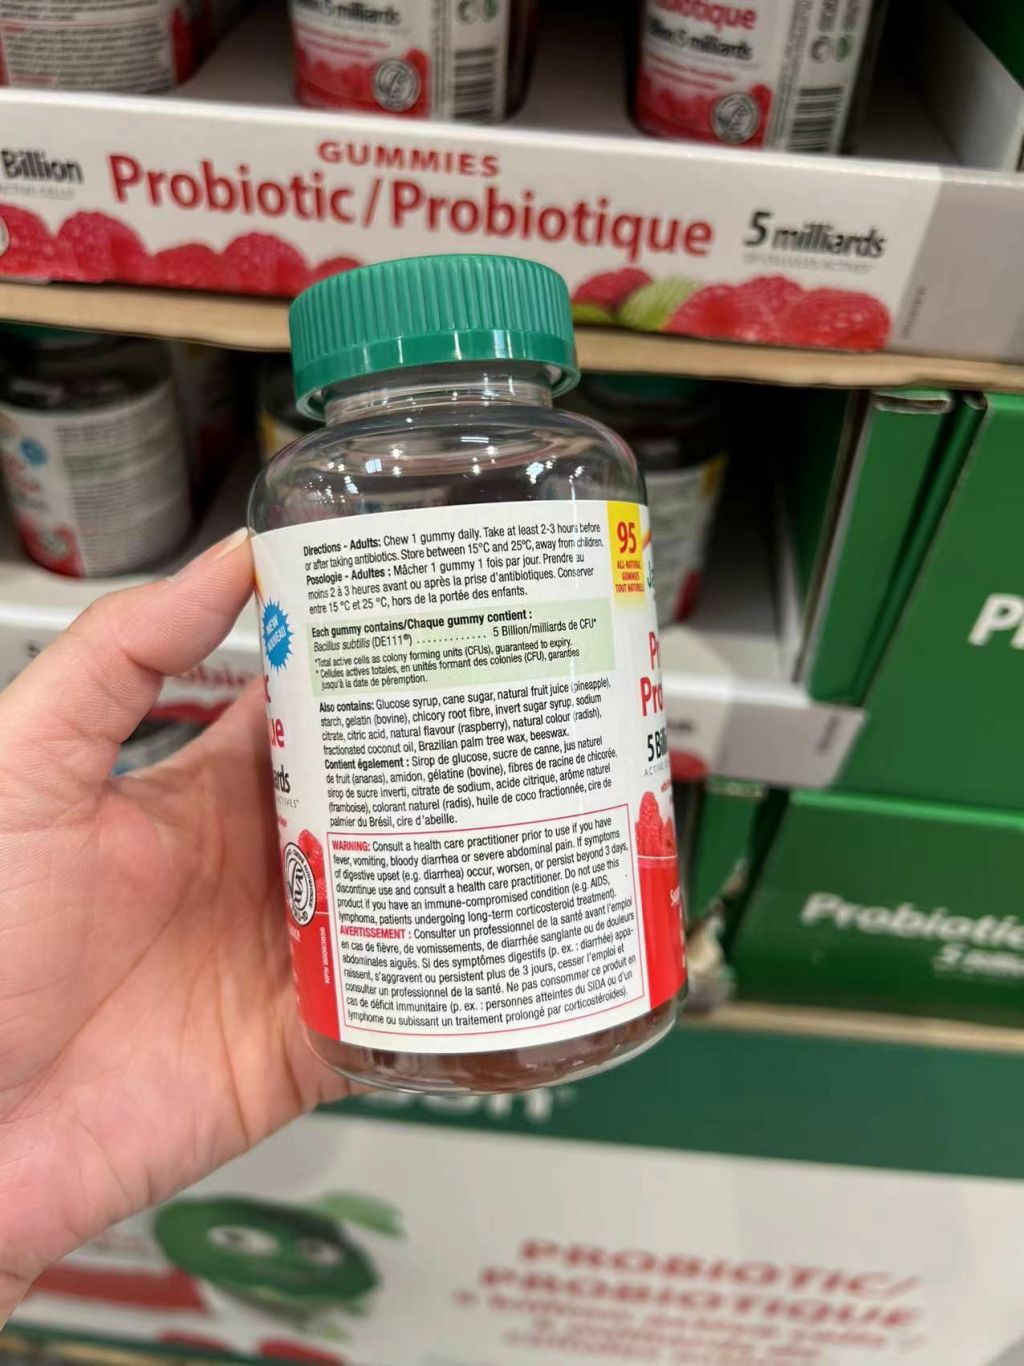 5 milliards
GUMMIES
Billion
Probiotic / Probiotique
5 milliards
Directions - Adults: Chew 1 gummy daily. Take at least 2-3 hours before
or after taking antibiotics. Store between 15°C and 25°C, away from children.
Posologie - Adultes : Mâcher 1 gummy 1 fois par jour. Prendre au
moins 2 à 3 heures avant ou après la prise d'antibiotiques. Conserver
entre 15 °C et 25 °C, hors de la portée des enfants.
95
ALL-NATURAL
GUMMIES
TOUT NATURELS
NEW
NOUVEAU
Each gummy contains/Chaque gummy contient :
Bacillus subtilis (DE111®) ............. 5 Billion/milliards de CFU*
*Total active cells as colony forming units (CFUs), guaranteed to expiry.
* Cellules actives totales, en unités formant des colonies (CFU), garanties
jusqu'à la date de péremption.
Also contains: Glucose syrup, cane sugar, natural fruit juice (pineapple),
starch, gelatin (bovine), chicory root fibre, invert sugar syrup, sodium
citrate, citric acid, natural flavour (raspberry), natural colour (radish),
fractionated coconut oil, Brazilian palm tree wax, beeswax.
Contient également : Sirop de glucose, sucre de canne, jus naturel
de fruit (ananas), amidon, gélatine (bovine), fibres de racine de chicorée,
sirop de sucre inverti, citrate de sodium, acide citrique, arôme naturel
(framboise), colorant naturel (radis), huile de coco fractionnée, cire de
palmier du Brésil, cire d'abeille.
WARNING: Consult a health care practitioner prior to use if you have
fever, vomiting, bloody diarrhea or severe abdominal pain. If symptoms
of digestive upset (e.g. diarrhea) occur, worsen, or persist beyond 3 days,
discontinue use and consult a health care practitioner. Do not use this
product if you have an immune-compromised condition (e.g. AIDS,
lymphoma, patients undergoing long-term corticosteroid treatment).
AVERTISSEMENT : Consulter un professionnel de la santé avant l'emploi
en cas de fièvre, de vomissements, de diarrhée sanglante ou de douleurs
abdominales aiguës. Si des symptômes digestifs (p. ex. : diarrhée) appa-
raissent, s'aggravent ou persistent plus de 3 jours, cesser l'emploi et
consulter un professionnel de la santé. Ne pas consommer ce produit en
cas de déficit immunitaire (p. ex. : personnes atteintes du SIDA ou d'un
lymphome ou subissant un traitement prolongé par corticostéroïdes).
Probiotic
PROBIOTIC/
PROBIOTIQUE